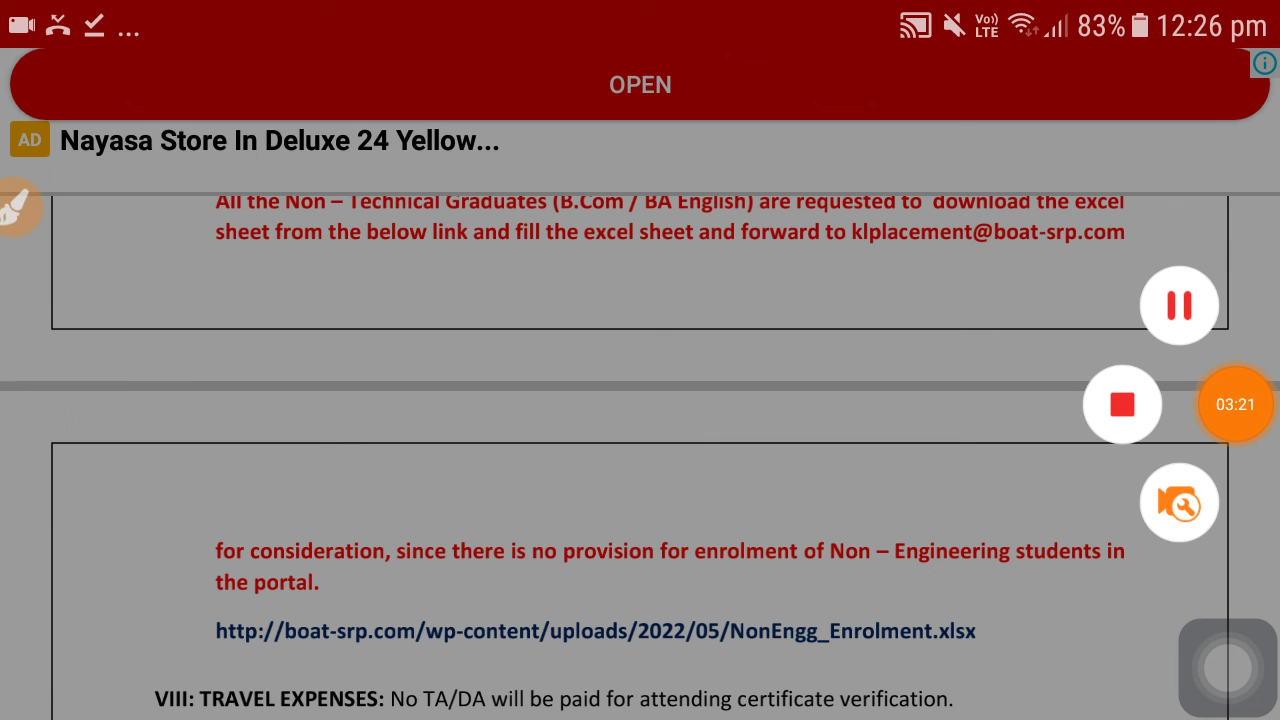 ... Vo)) LTE 83% 12:26 pm
OPEN
AD Nayasa Store In Deluxe 24 Yellow...
All the Non – Technical Graduates (B.Com / BA English) are requested to download the excel
sheet from the below link and fill the excel sheet and forward to klplacement@boat-srp.com
03:21
for consideration, since there is no provision for enrolment of Non – Engineering students in
the portal.
http://boat-srp.com/wp-content/uploads/2022/05/NonEngg_Enrolment.xlsx
VIII: TRAVEL EXPENSES: No TA/DA will be paid for attending certificate verification.